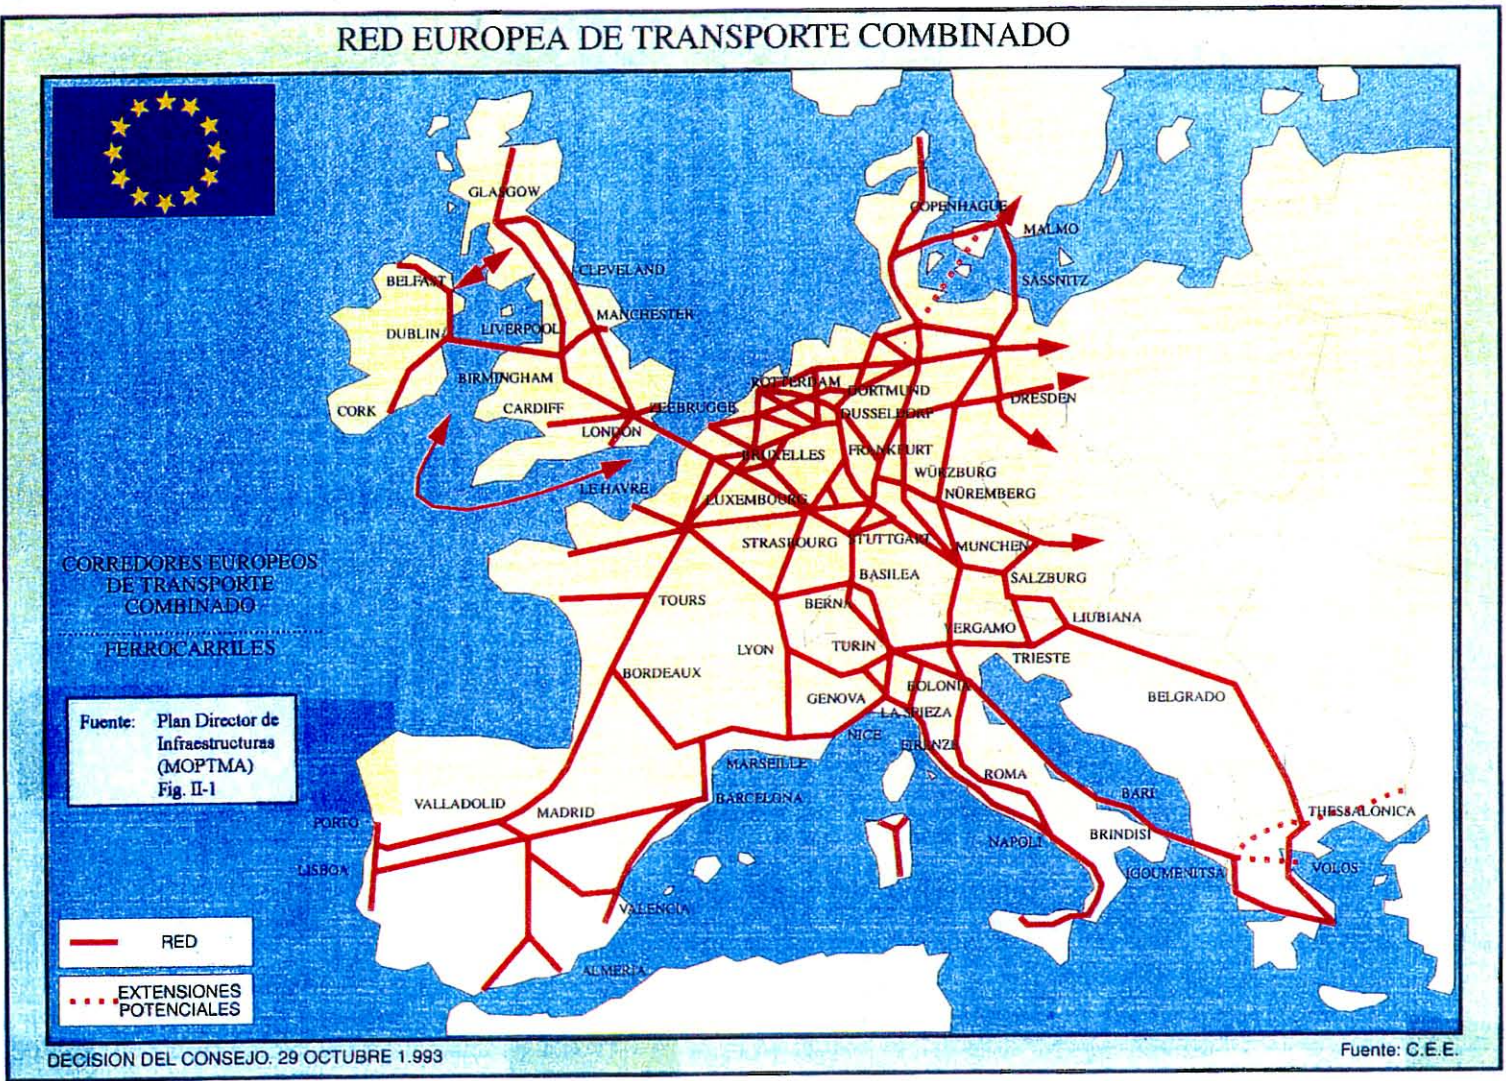 RED EUROPEA DE TRANSPORTE COMBINADO
GLASGOW
COPENHAGUE
MALMO
BELFAST
CLEVELAND
SASSNITZ
DUBLIN
LIVERPOOL
MANCHESTER
BIRMINGHAM
ROTTERDAM
DORTMUND
DRESDEN
CORK
CARDIFF
ZEEBRUGGE
DUSSELDORP
LONDON
BRUXELLES
FRANKFURT
WÜRZBURG
LE HAVRE
LUXEMBOURG
NÜREMBERG
STRASBOURG
STUTTGART
MUNCHEN
CORREDORES EUROPEOS
DE TRANSPORTE
COMBINADO
FERROCARRILES
BASILEA
SALZBURG
TOURS
BERNA
LIUBIANA
VERGAMO
LYON
TURIN
TRIESTE
BORDEAUX
GENOVA
BOLONIA
BELGRADO
LA SPIEZA
Fuente: Plan Director de
Infraestructuras
(MOPTMA)
Fig. II-1
NICE
FIRENZE
MARSEILLE
ROMA
BARCELONA
BARI
VALLADOLID
MADRID
THESSALONICA
PORTO
NAPOLI
BRINDISI
LISBOA
IGOUMENITSA
VOLOS
VALENCIA
ALMERIA
RED
EXTENSIONES
POTENCIALES
DECISION DEL CONSEJO. 29 OCTUBRE 1.993
Fuente: C.E.E.